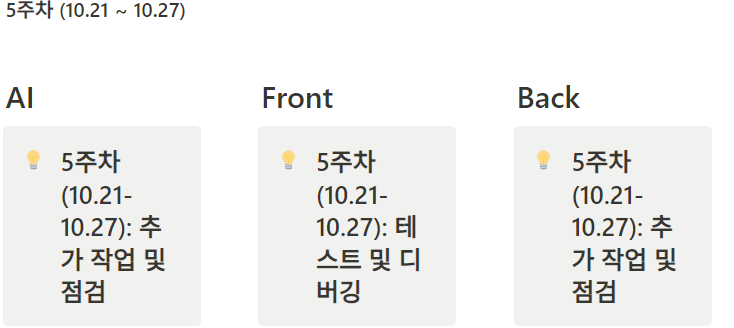 5주차 (10.21 ~ 10.27)
AI
Front
Back
5주차
(10.21-
10.27): 추
가 작업 및
점검
5주차
(10.21-
10.27): 테
스트 및 디
버깅
5주차
(10.21-
10.27): 추
가 작업 및
점검